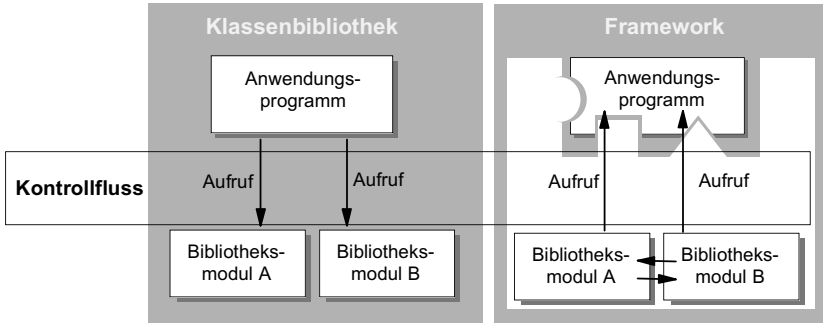 Klassenbibliothek
Framework
Anwendungs-
programm
Anwendungs-
programm
Kontrollfluss
Aufruf
Aufruf
Aufruf
Aufruf
Bibliotheks-
modul A
Bibliotheks-
modul B
Bibliotheks-
modul A
Bibliotheks-
modul B